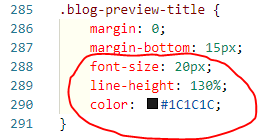 285 .blog-preview-title {
286 margin: 0;
287 margin-bottom: 15px;
288 font-size: 20px;
289 line-height: 130%;
290 color: #1C1C1C;
291 }